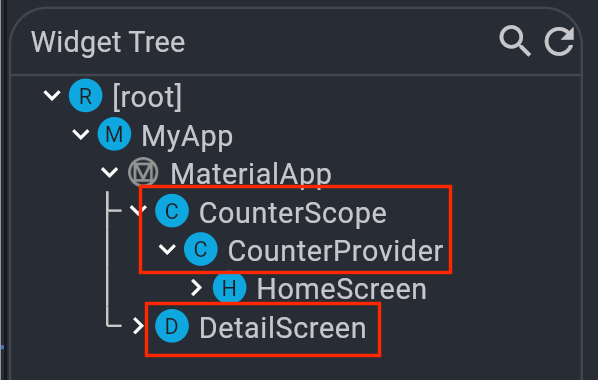 Widget Tree
R [root]
M MyApp
MaterialApp
C CounterScope
C CounterProvider
H HomeScreen
D DetailScreen